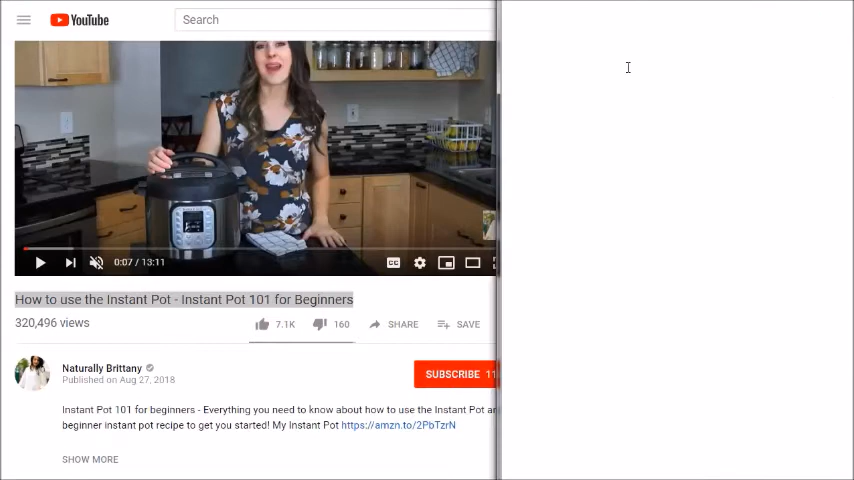 YouTube
Search
0:07 / 13:11
CC
How to use the Instant Pot - Instant Pot 101 for Beginners
320,496 views
7.1K
160
SHARE
SAVE
Naturally Brittany
Published on Aug 27, 2018
SUBSCRIBE 11
Instant Pot 101 for beginners - Everything you need to know about how to use the Instant Pot an
beginner instant pot recipe to get you started! My Instant Pot https://amzn.to/2PbTzrN
SHOW MORE